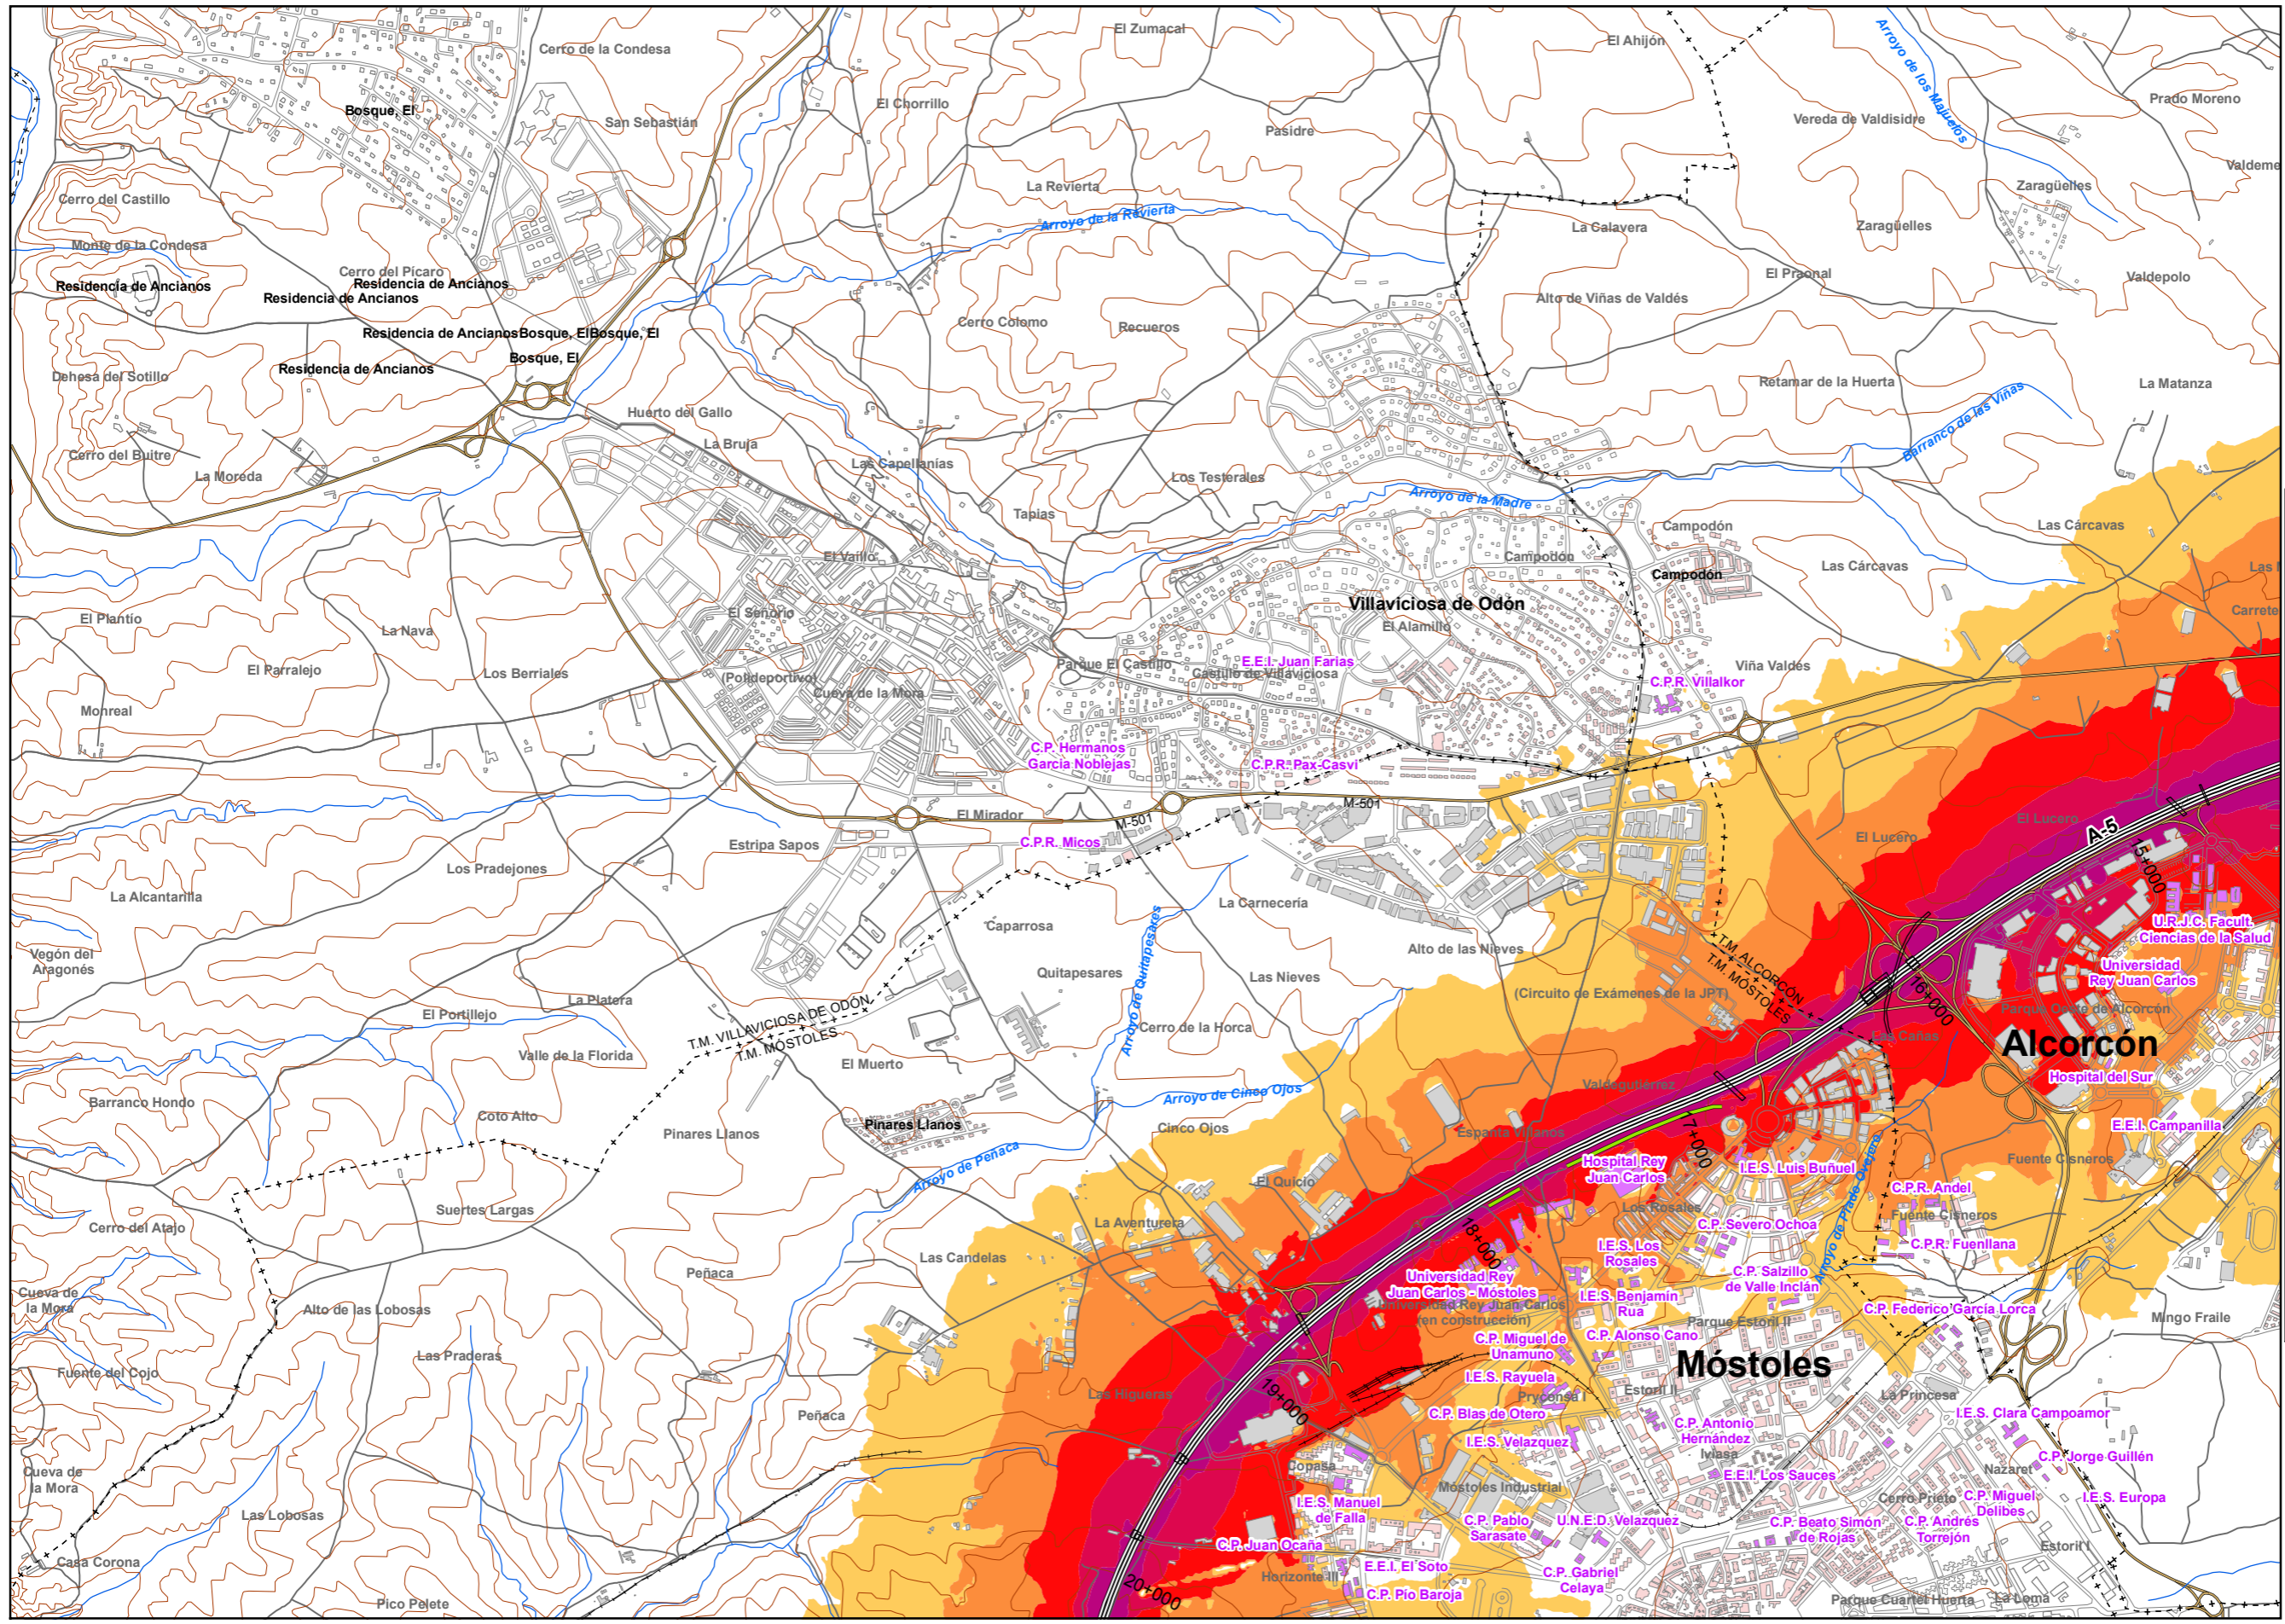 El Zumacal
El Ahijón
Cerro de la Condesa
Arroyo de los Majuelos
Prado Moreno
Bosque, El
San Sebastián
El Chorrillo
Pasidre
Vereda de Valdisidre
Valdeme
Cerro del Castillo
La Revierta
Arroyo de la Revierta
Zaragüelles
La Calavera
Zaragüelles
Monte de la Condesa
Cerro del Pícaro
Residencia de Ancianos
Residencia de Ancianos
Residencia de Ancianos
El Praonal
Valdepolo
Alto de Viñas de Valdés
Cerro Colomo
Recueros
Residencia de Ancianos
Bosque, El
Bosque, El
Bosque, El
Residencia de Ancianos
Dehesa del Sotillo
Retamar de la Huerta
La Matanza
Huerto del Gallo
La Bruja
Barranco de las Viñas
Cerro del Buitre
La Moreda
Las Capellanías
Los Testerales
Arroyo de la Madre
Tapias
Campodón
Las Cárcavas
El Vaillo
Campodón
Campodón
Las Cárcavas
Las
Villaviciosa de Odón
El Alamillo
Carrete
El Plantío
El Señorío
La Nava
El Parralejo
Los Berriales
Parque El Castillo
E.E.I. Juan Farias
Castillo de Villaviciosa
Viña Valdés
C.P.R. Villalkor
(Polideportivo)
Cueva de la Mora
Monreal
C.P. Hermanos
García Noblejas
C.P.R. Pax-Casvi
M-501
M-501
El Mirador
C.P.R. Micos
Estripa Sapos
El Lucero
El Lucero
A-5
15+000
Los Pradejones
La Alcantarilla
La Carnecería
Caparrosa
Arroyo de Quitapesares
Alto de las Nieves
U.R.J.C. Facult.
Ciencias de la Salud
Vegón del
Aragonés
Quitapesares
Las Nieves
Universidad
Rey Juan Carlos
T.M. ALCORCÓN
T.M. MÓSTOLES
16+000
(Circuito de Exámenes de la JPT)
La Platera
El Portillejo
T.M. VILLAVICIOSA DE ODÓN
T.M. MÓSTOLES
Cerro de la Horca
Parque Oeste de Alcorcón
Las Cañas
Alcorcón
Valle de la Florida
El Muerto
Hospital del Sur
Valdegutiérrez
Arroyo de Cinco Ojos
Barranco Hondo
Coto Alto
Pinares Llanos
Pinares Llanos
Cinco Ojos
Espanta Villanos
17+000
E.E.I. Campanilla
Arroyo de Peñaca
Hospital Rey
Juan Carlos
I.E.S. Luis Buñuel
Arroyo de Prado Ovejero
Fuente Cisneros
El Quicio
C.P.R. Andel
Suertes Largas
Los Rosales
Fuente Cisneros
Cerro del Atajo
La Aventurera
C.P. Severo Ochoa
18+000
I.E.S. Los
Rosales
C.P.R. Fuenllana
Las Candelas
Peñaca
C.P. Salzillo
de Valle Inclán
Universidad Rey
Juan Carlos - Móstoles
Universidad Rey Juan Carlos
(en construcción)
I.E.S. Benjamín
Rua
Cueva de
la Mora
Alto de las Lobosas
C.P. Federico García Lorca
Parque Estoril II
Mingo Fraile
C.P. Miguel de
Unamuno
C.P. Alonso Cano
Móstoles
Las Praderas
Fuente del Cojo
I.E.S. Rayuela
Pryconsa I
Estoril II
La Princesa
Las Higueras
19+000
Peñaca
C.P. Blas de Otero
C.P. Antonio
Hernández
I.E.S. Clara Campoamor
I.E.S. Velazquez
Iviasa
C.P. Jorge Guillén
Copasa
Nazaret
Cueva de
la Mora
E.E.I. Los Sauces
Móstoles Industrial
Cerro Prieto
C.P. Miguel
Delibes
I.E.S. Europa
I.E.S. Manuel
de Falla
Las Lobosas
C.P. Pablo
Sarasate
U.N.E.D. Velazquez
C.P. Beato Simón
de Rojas
C.P. Andrés
Torrejón
C.P. Juan Ocaña
Estoril I
Casa Corona
E.E.I. El Soto
Horizonte III
C.P. Gabriel
Celaya
20+000
C.P. Pío Baroja
Pico Pelete
Parque Cuartel Huerta
La Loma